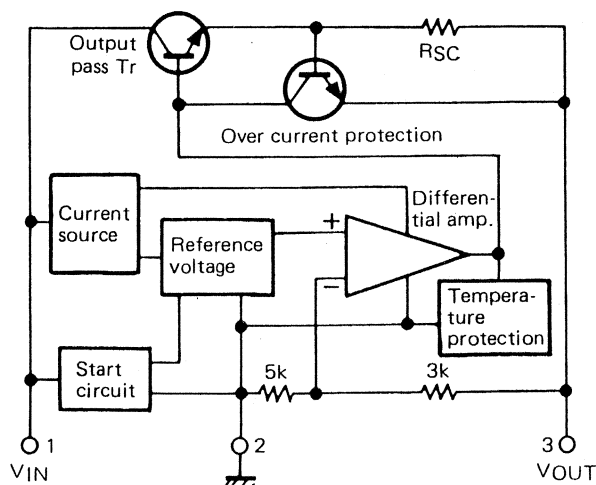 Output
pass Tr
RSC
Over current protection
Current
source
Differen-
tial amp.
Reference
voltage
+
−
Tempera-
ture
protection
Start
circuit
5k
3k
1
2
3
VIN
VOUT